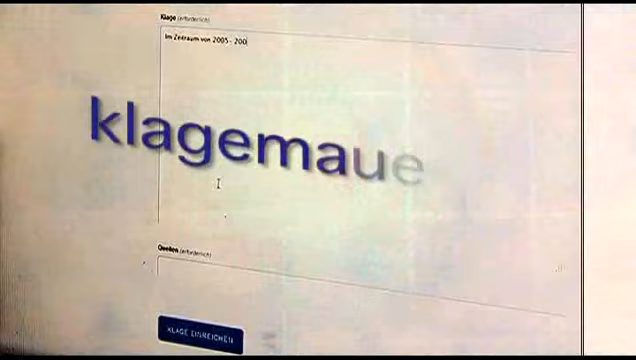 Klage (erforderlich)
Im Zeitraum von 2005 - 200
klagemaue
Quellen (erforderlich)
KLAGE EINREICHEN